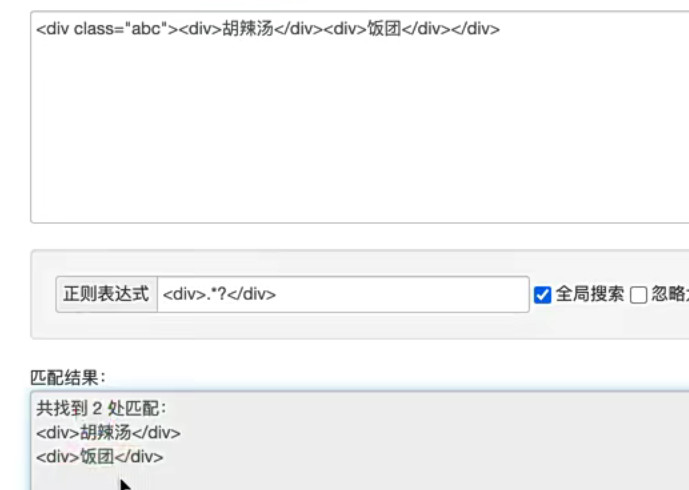 <div class="abc"><div>胡辣汤</div><div>饭团</div></div>
正则表达式 <div>.*?</div> 全局搜索 忽略
匹配结果：
共找到 2 处匹配：
<div>胡辣汤</div>
<div>饭团</div>